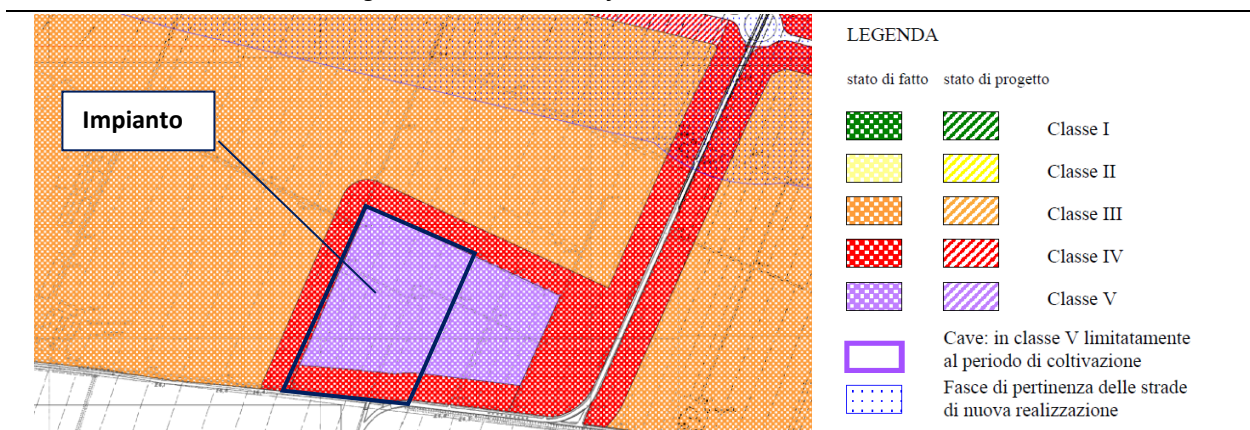 Impianto
LEGENDA
stato di fatto stato di progetto
Classe I
Classe II
Classe III
Classe IV
Classe V
Cave: in classe V limitatamente
al periodo di coltivazione
Fasce di pertinenza delle strade
di nuova realizzazione